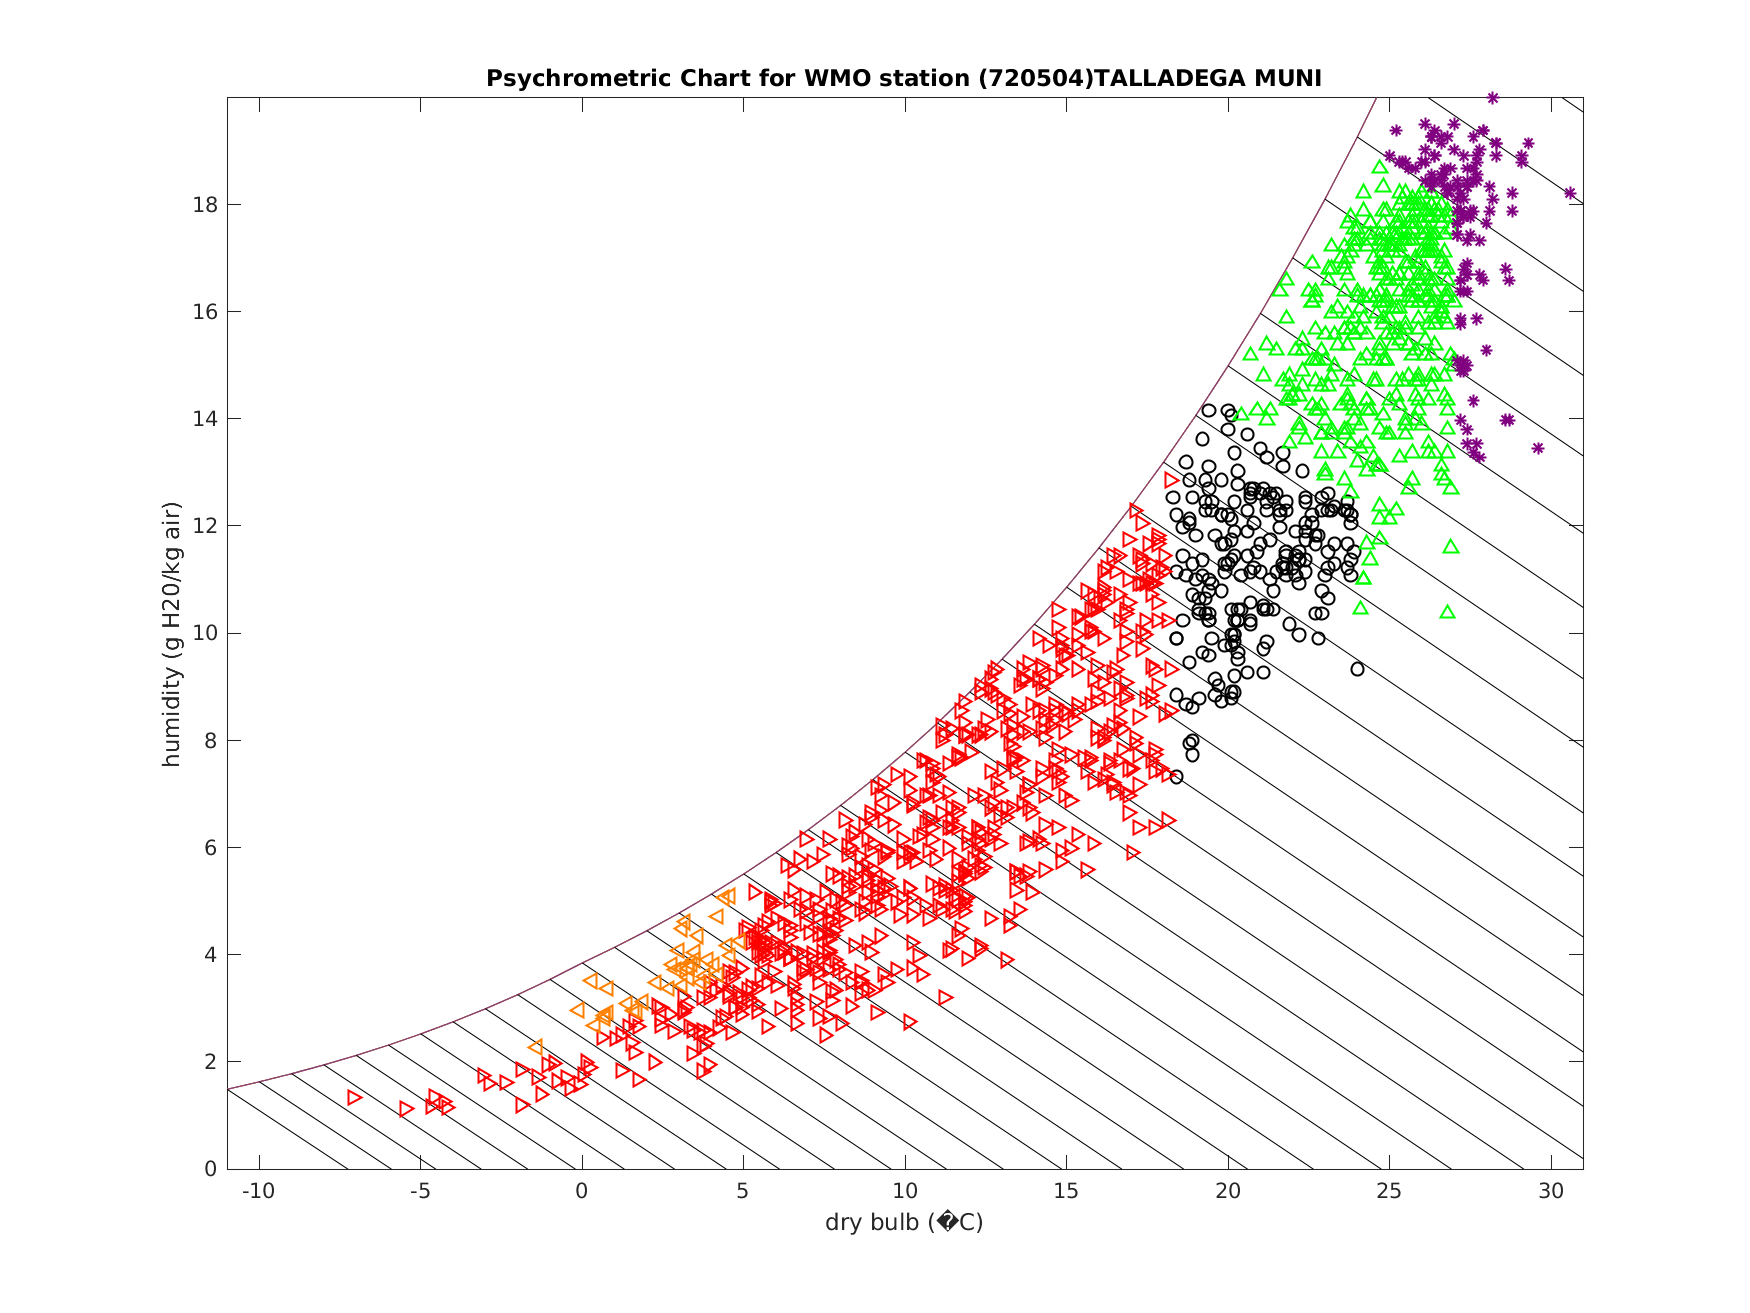 Psychrometric Chart for WMO station (720504)TALLADEGA MUNI
humidity (g H20/kg air)
18
16
14
12
10
8
6
4
2
0
-10 -5 0 5 10 15 20 25 30
dry bulb (�C)